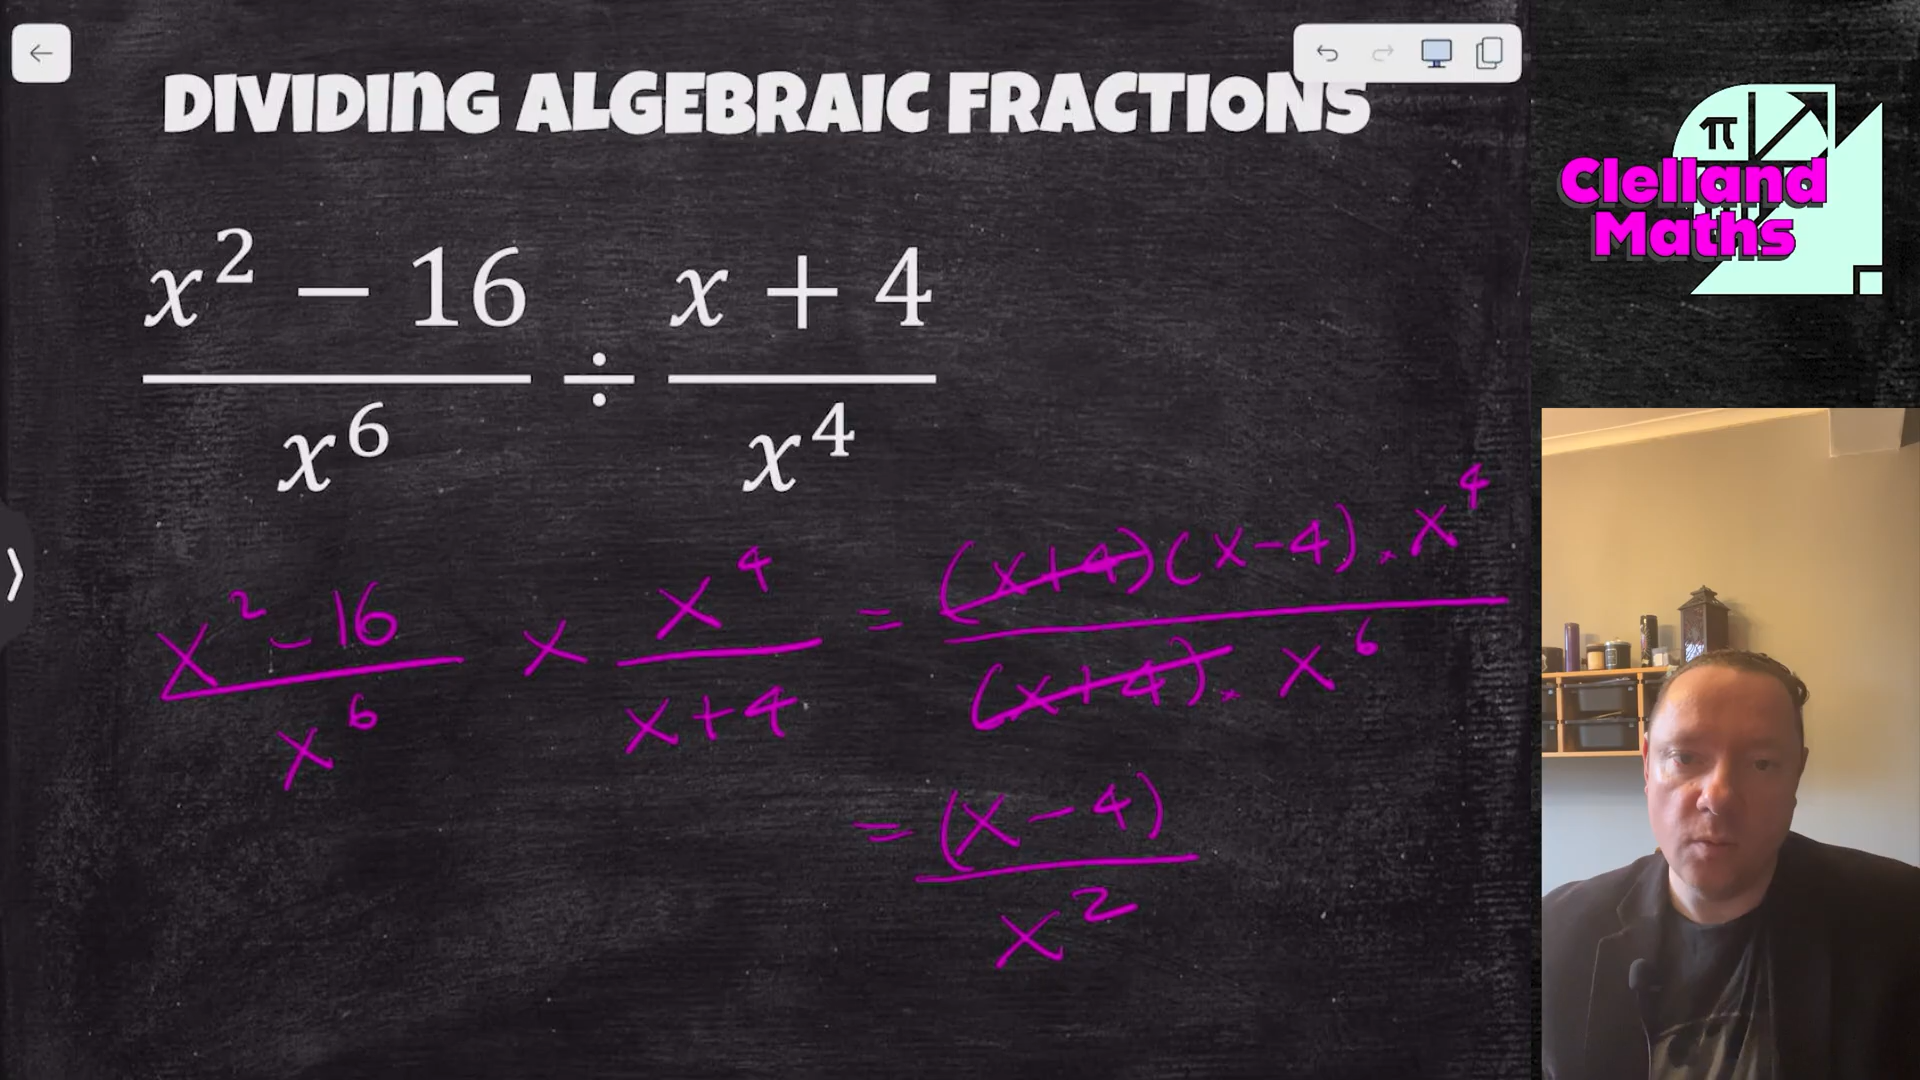 DIVIDING ALGEBRAIC FRACTIONS
π
Clelland
Maths
x² − 16 / x⁶ ÷ x + 4 / x⁴
x² - 16 / x⁶ × x⁴ / x+4 = (x+4)(x-4) . x⁴ / (x+4) . x⁶
= (x-4) / x²